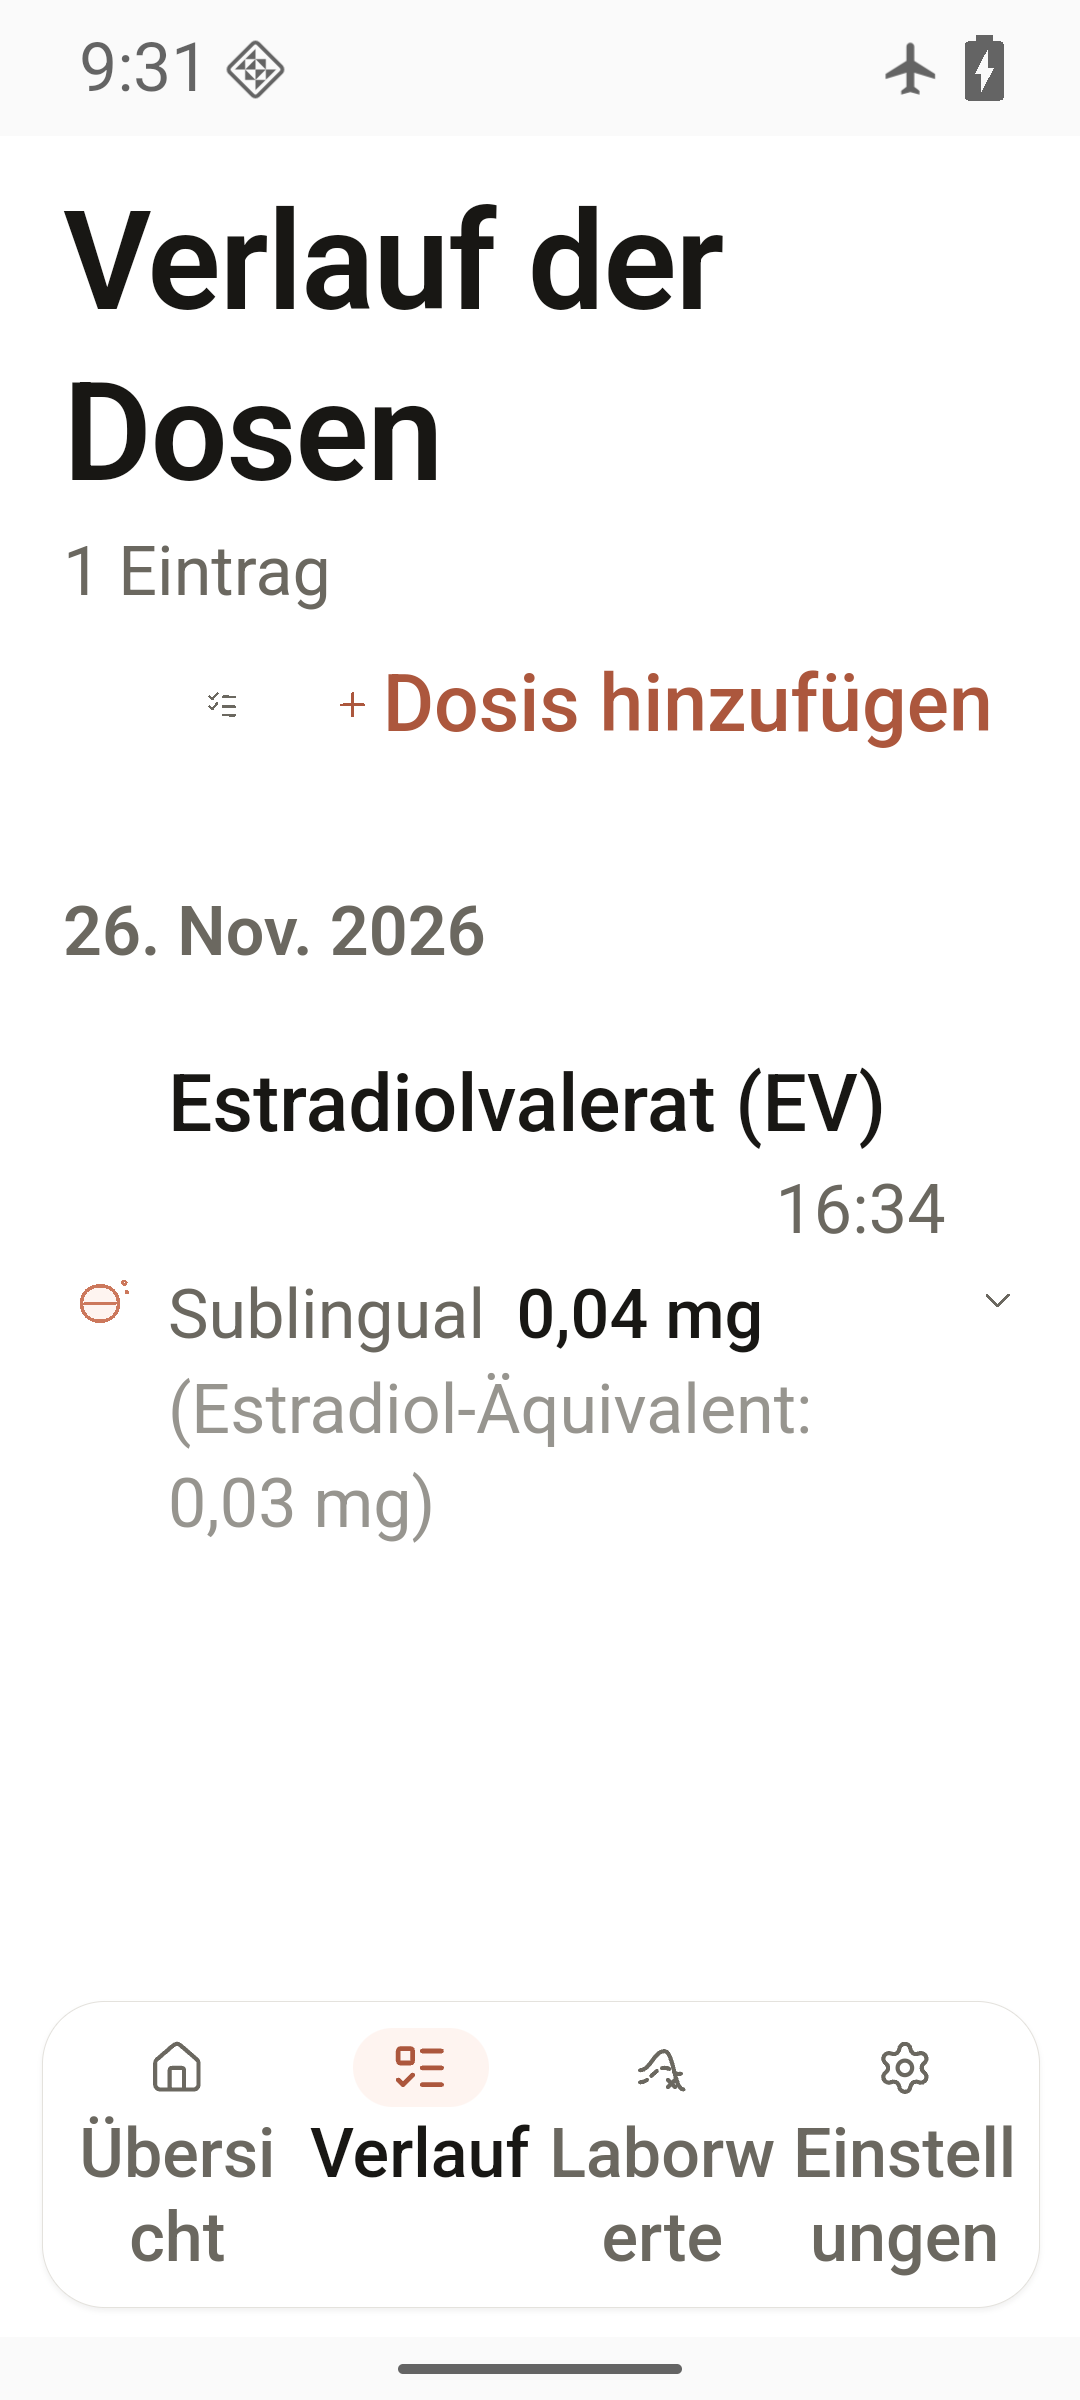 9:31
Verlauf der
Dosen
1 Eintrag
+ Dosis hinzufügen
26. Nov. 2026
Estradiolvalerat (EV)
16:34
Sublingual 0,04 mg
(Estradiol-Äquivalent:
0,03 mg)
Übersi
cht
Verlauf
Laborw
erte
Einstell
ungen